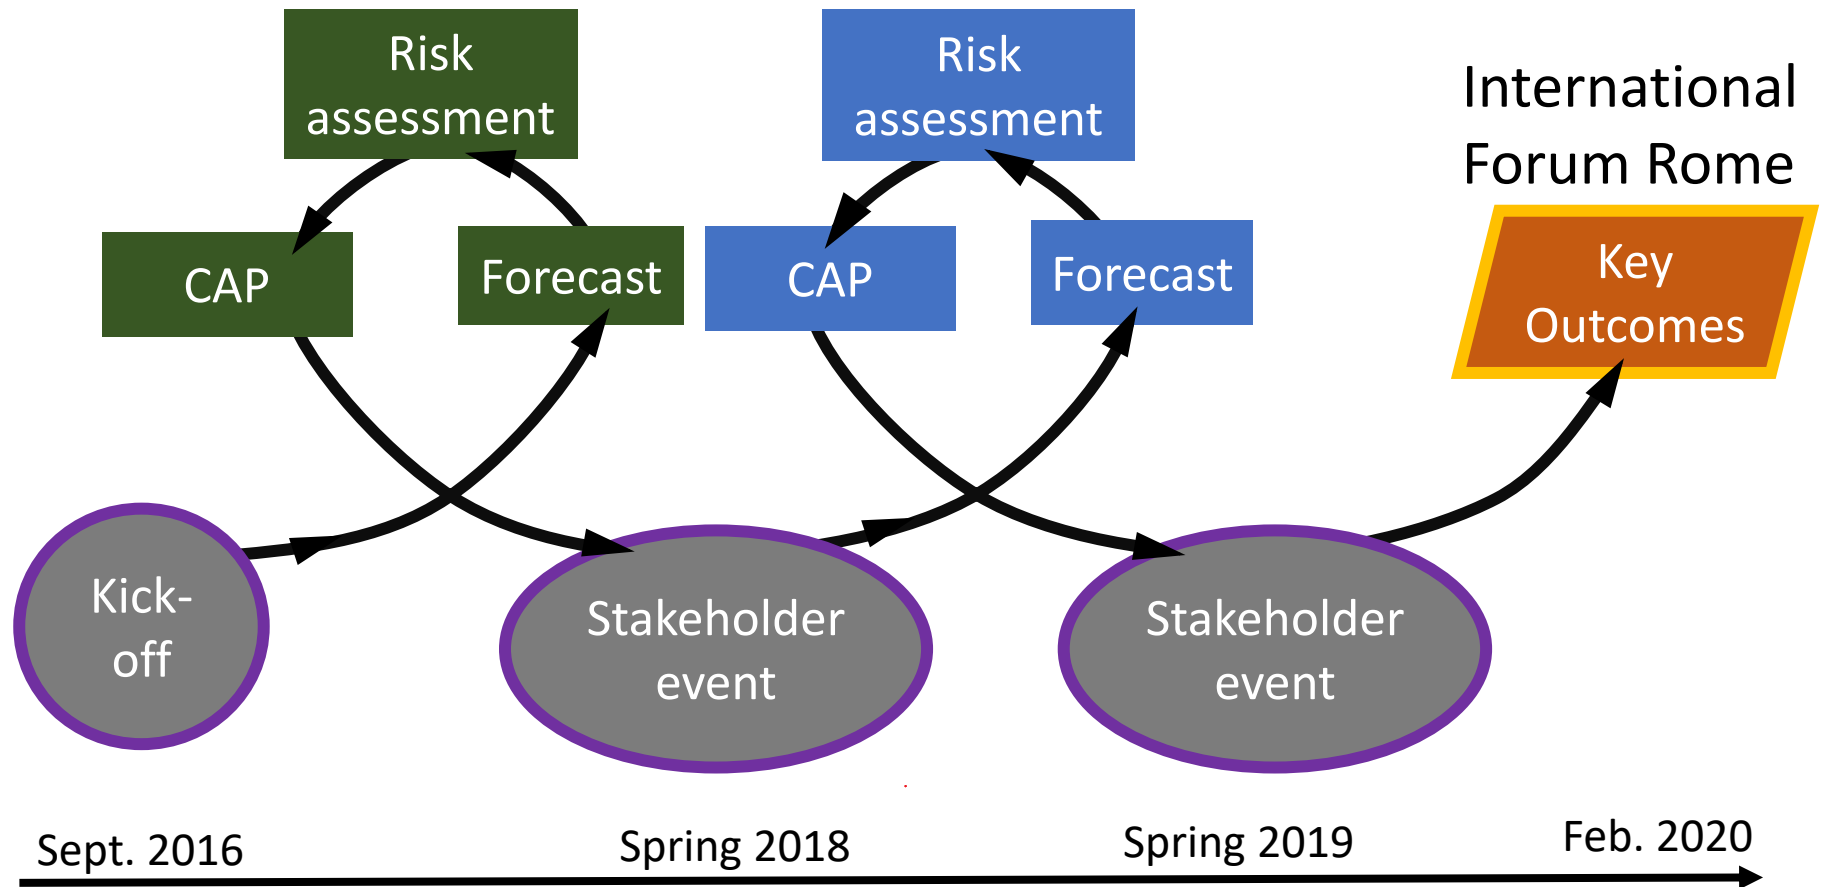 Risk
assessment
Risk
assessment
International
Forum Rome
CAP
Forecast
CAP
Forecast
Key
Outcomes
Kick-
off
Stakeholder
event
Stakeholder
event
Sept. 2016
Spring 2018
Spring 2019
Feb. 2020